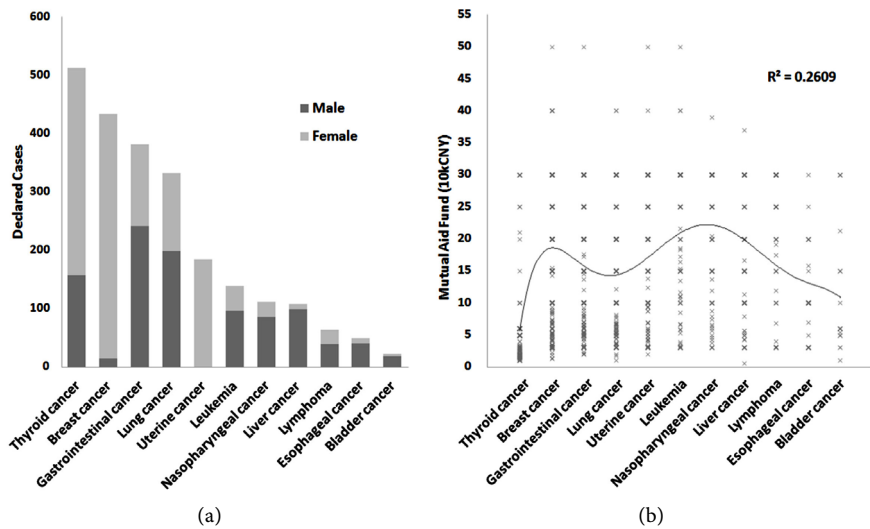 600
500
400
300
200
100
0
Declared Cases
Male
Female
Thyroid cancer
Breast cancer
Gastrointestinal cancer
Lung cancer
Uterine cancer
Leukemia
Nasopharyngeal cancer
Liver cancer
Lymphoma
Esophageal cancer
Bladder cancer
(a)
55
50
45
40
35
30
25
20
15
10
5
0
Mutual Aid Fund (10kCNY)
R² = 0.2609
Thyroid cancer
Breast cancer
Gastrointestinal cancer
Lung cancer
Uterine cancer
Leukemia
Nasopharyngeal cancer
Liver cancer
Lymphoma
Esophageal cancer
Bladder cancer
(b)